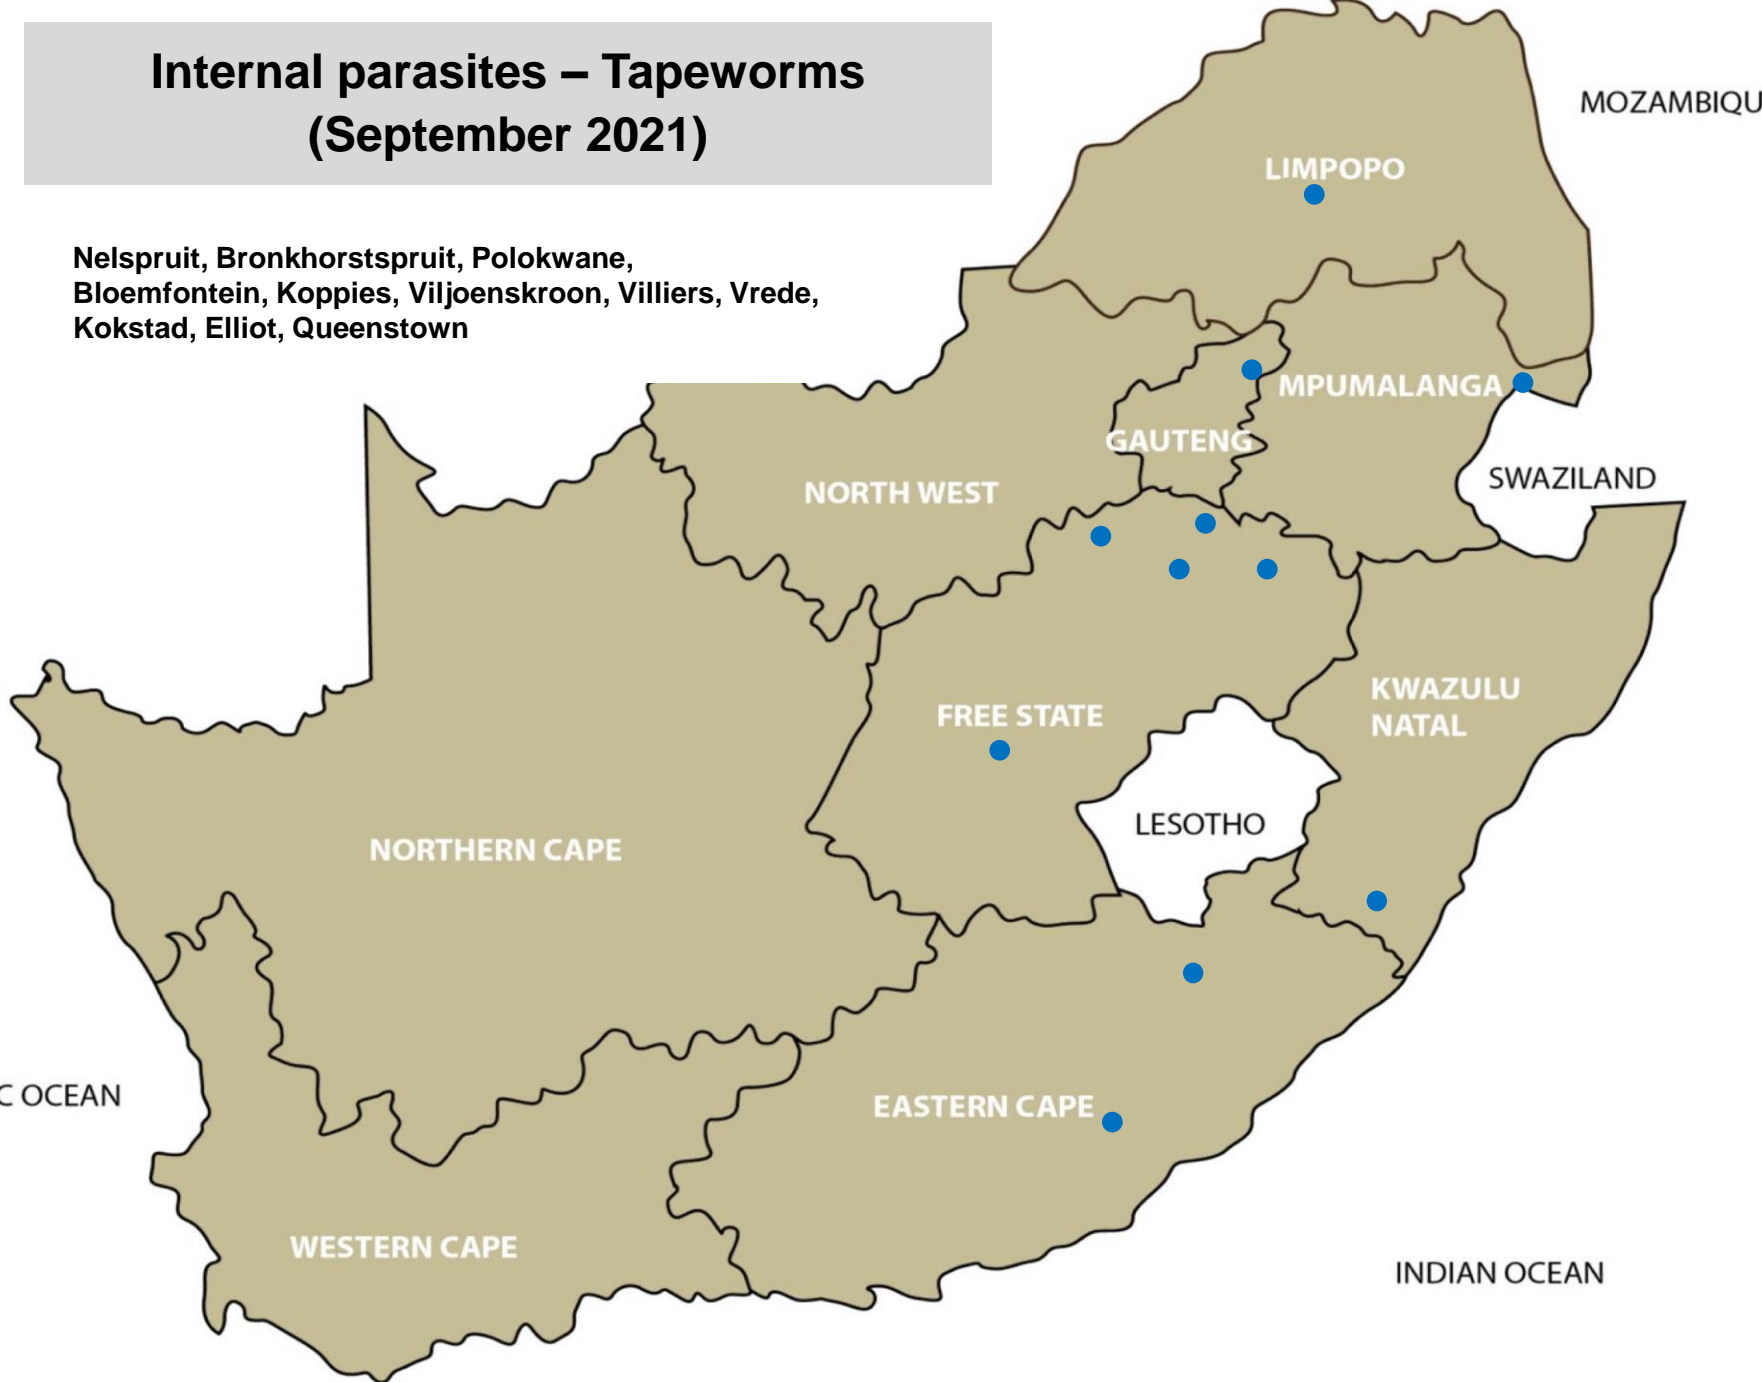 Internal parasites – Tapeworms
(September 2021)
MOZAMBIQU
LIMPOPO
Nelspruit, Bronkhorstspruit, Polokwane,
Bloemfontein, Koppies, Viljoenskroon, Villiers, Vrede,
Kokstad, Elliot, Queenstown
MPUMALANGA
GAUTENG
SWAZILAND
NORTH WEST
KWAZULU
NATAL
FREE STATE
LESOTHO
NORTHERN CAPE
C OCEAN
EASTERN CAPE
WESTERN CAPE
INDIAN OCEAN